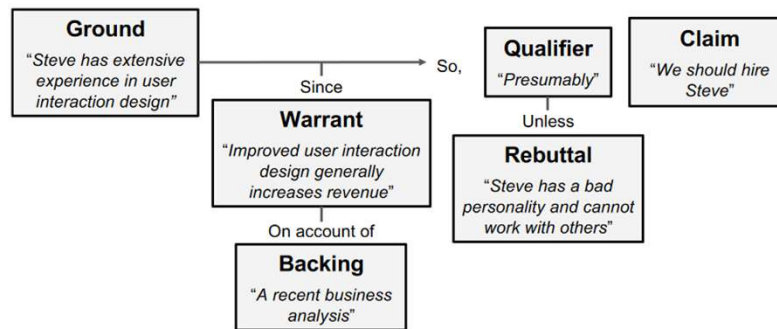 Ground
“Steve has extensive
experience in user
interaction design”
Since
So,
Qualifier
“Presumably”
Claim
“We should hire
Steve”
Unless
Warrant
“Improved user interaction
design generally
increases revenue”
Rebuttal
“Steve has a bad
personality and cannot
work with others”
On account of
Backing
“A recent business
analysis”